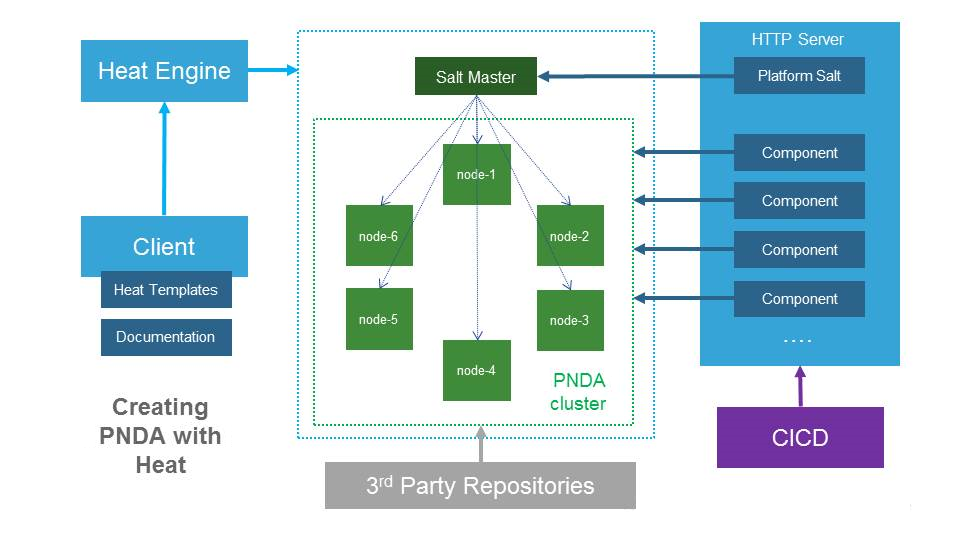 HTTP Server
Heat Engine
Salt Master
Platform Salt
node-1
Component
Component
node-6
node-2
Client
Component
Heat Templates
Component
node-5
node-3
Documentation
....
node-4
PNDA
cluster
Creating
PNDA with
Heat
CICD
3rd Party Repositories